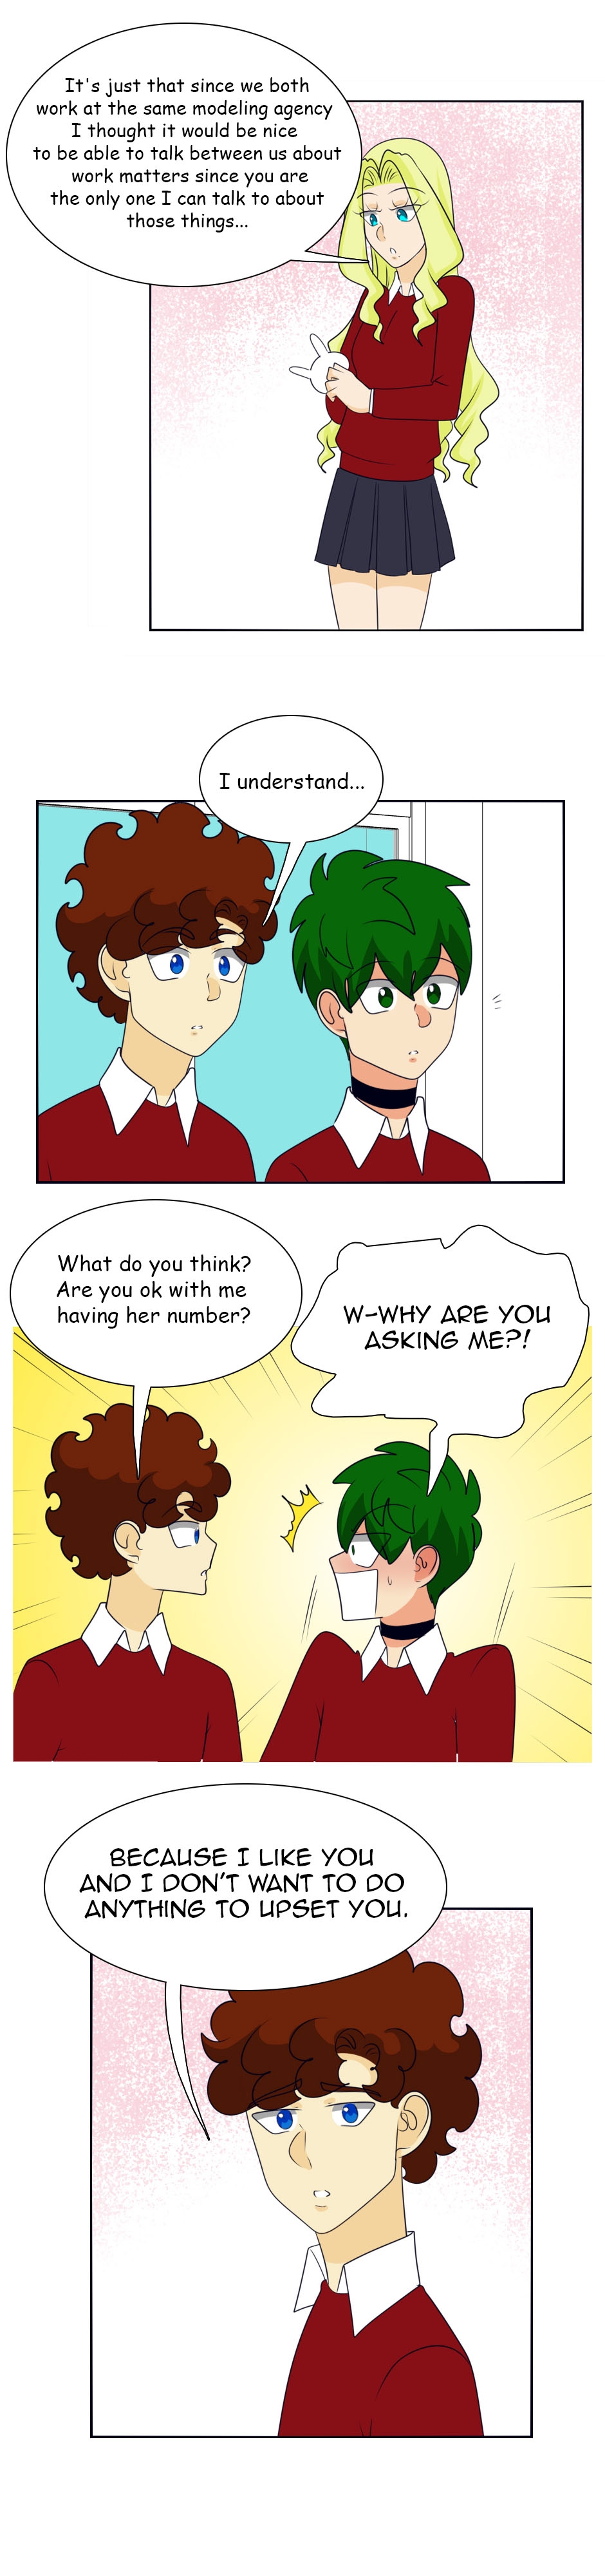 It's just that since we both
work at the same modeling agency
I thought it would be nice
to be able to talk between us about
work matters since you are
the only one I can talk to about
those things...
I understand...
What do you think?
Are you ok with me
having her number?
W-WHY ARE YOU
ASKING ME?!
BECAUSE I LIKE YOU
AND I DON'T WANT TO DO
ANYTHING TO UPSET YOU.